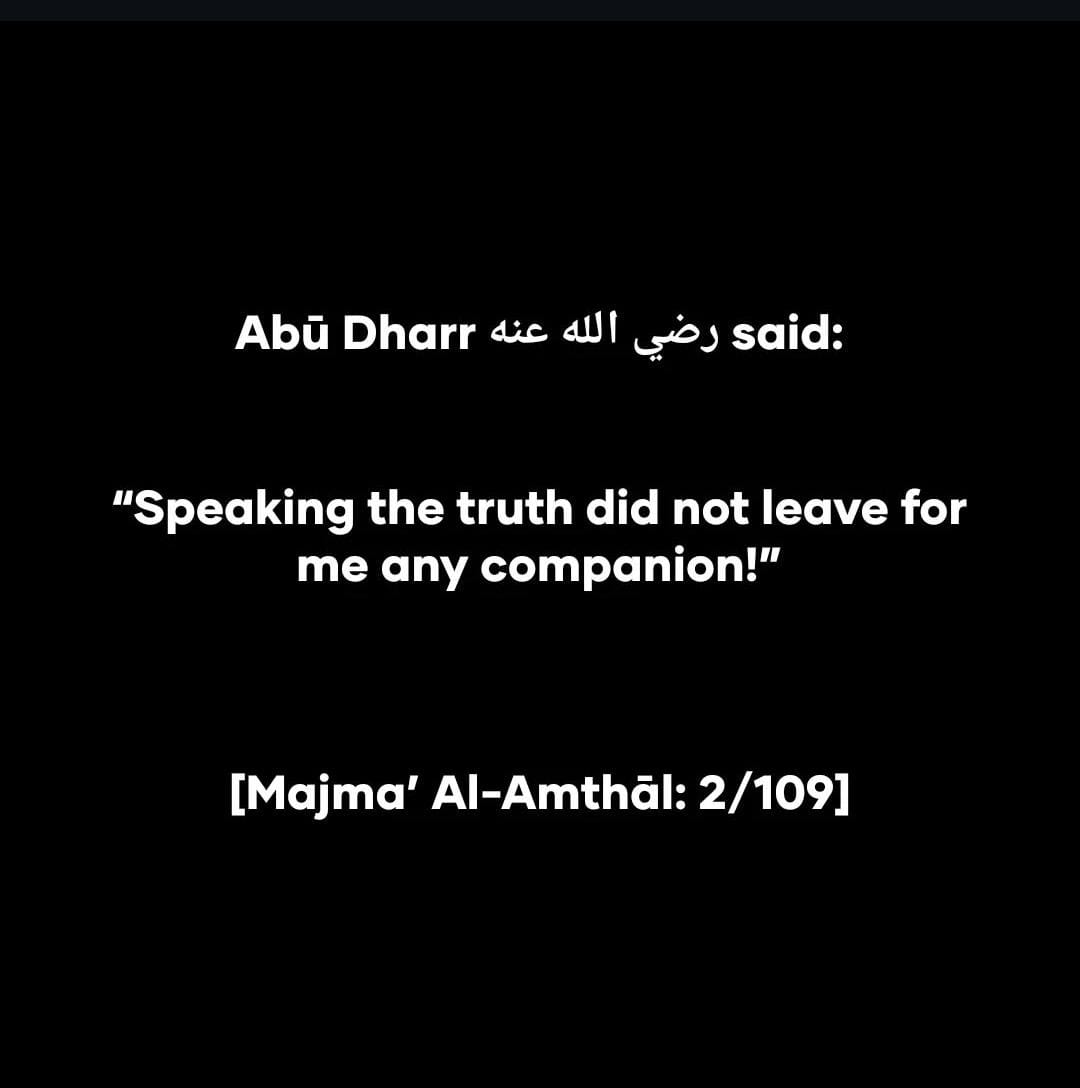 Abū Dharr رضي الله عنه said:
“Speaking the truth did not leave for
me any companion!”
[Majma’ Al-Amthāl: 2/109]